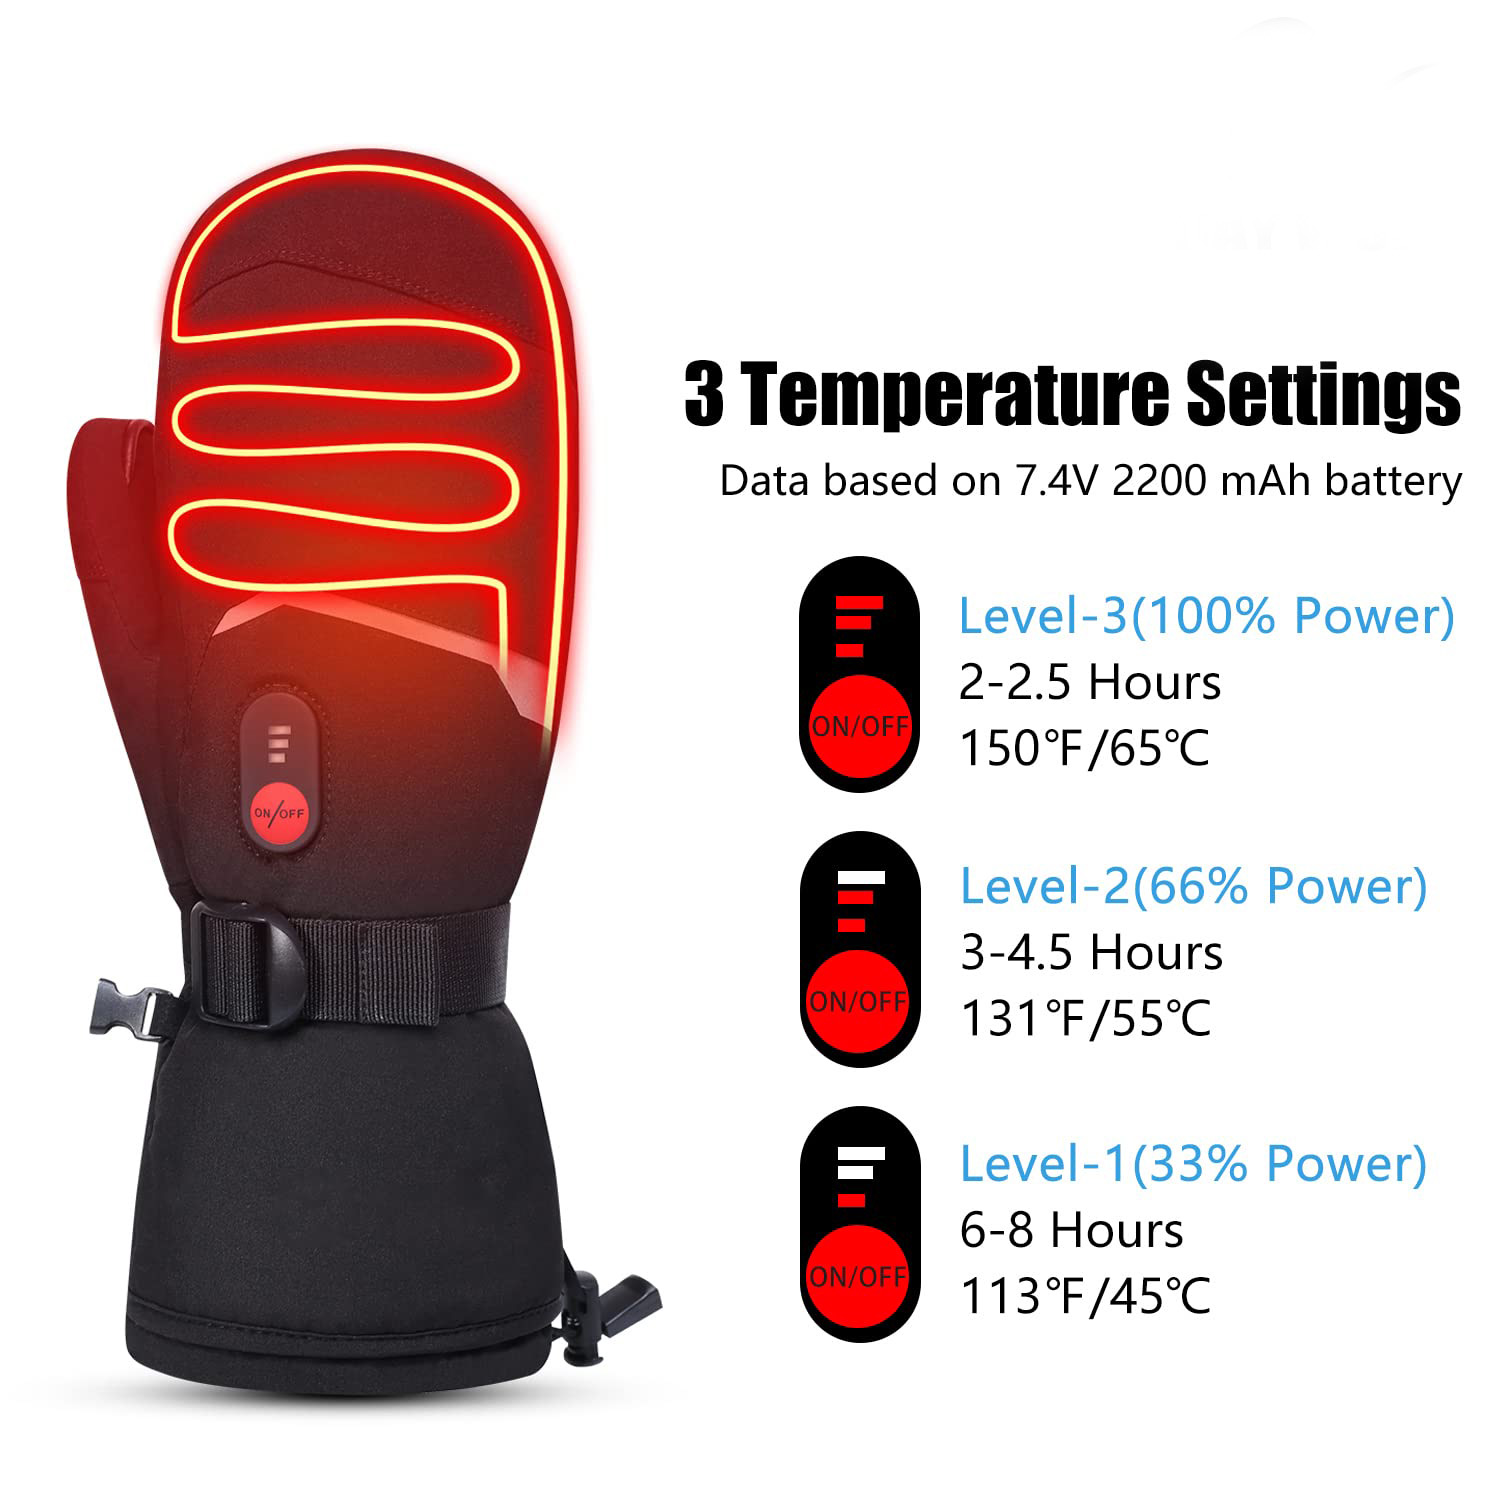 3 Temperature Settings
Data based on 7.4V 2200 mAh battery
ON/OFF
Level-3(100% Power)
2-2.5 Hours
150°F/65℃
ON/OFF
ON/OFF
Level-2(66% Power)
3-4.5 Hours
131°F/55℃
ON/OFF
Level-1(33% Power)
6-8 Hours
113°F/45℃